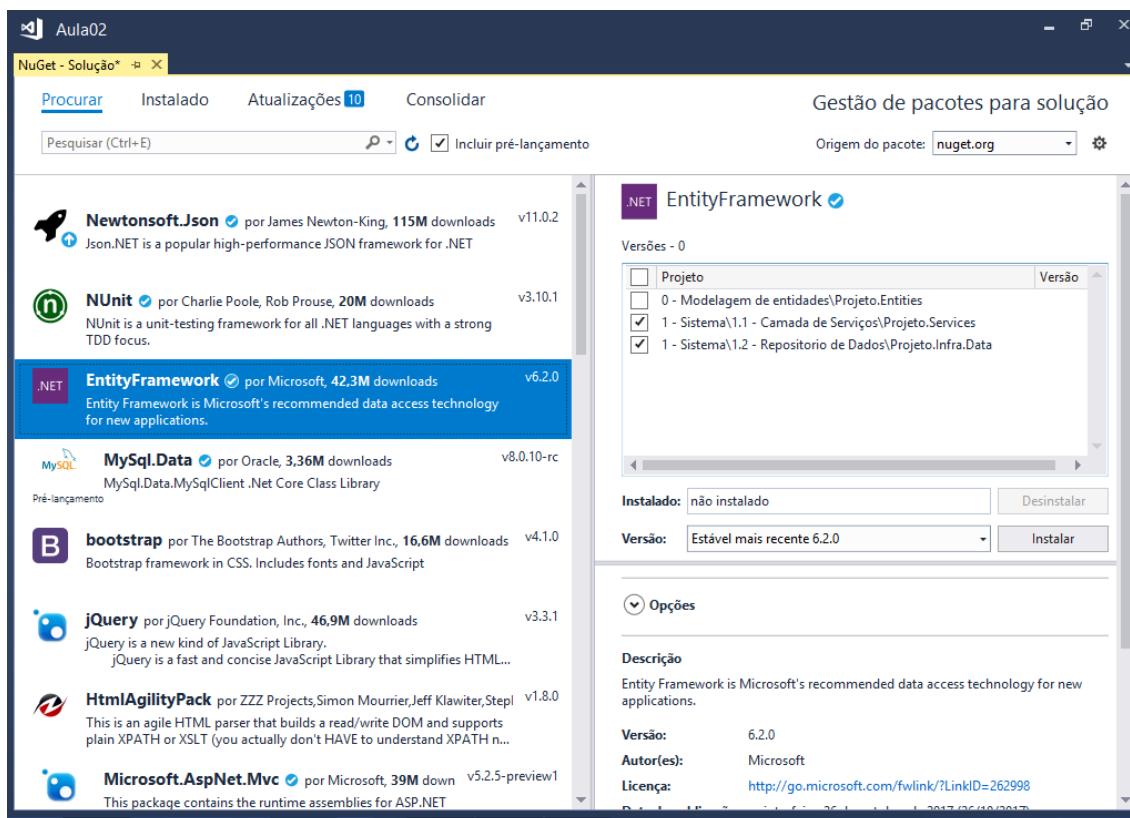 Aula02
NuGet - Solução*
Procurar Instalado Atualizações 10 Consolidar
Gestão de pacotes para solução
Pesquisar (Ctrl+E) Incluir pré-lançamento
Origem do pacote: nuget.org
Newtonsoft.Json por James Newton-King, 115M downloads v11.0.2
Json.NET is a popular high-performance JSON framework for .NET
n
NUnit por Charlie Poole, Rob Prouse, 20M downloads v3.10.1
NUnit is a unit-testing framework for all .NET languages with a strong
TDD focus.
.NET
EntityFramework por Microsoft, 42,3M downloads v6.2.0
Entity Framework is Microsoft's recommended data access technology
for new applications.
MySQL
MySql.Data por Oracle, 3,36M downloads v8.0.10-rc
MySql.Data.MySqlClient .Net Core Class Library
Pré-lançamento
B
bootstrap por The Bootstrap Authors, Twitter Inc., 16,6M downloads v4.1.0
Bootstrap framework in CSS. Includes fonts and JavaScript
jQuery por jQuery Foundation, Inc., 46,9M downloads v3.3.1
jQuery is a new kind of JavaScript Library.
jQuery is a fast and concise JavaScript Library that simplifies HTML...
HtmlAgilityPack por ZZZ Projects,Simon Mourrier,Jeff Klawiter,Stepl v1.8.0
This is an agile HTML parser that builds a read/write DOM and supports
plain XPATH or XSLT (you actually don't HAVE to understand XPATH n...
Microsoft.AspNet.Mvc por Microsoft, 39M down v5.2.5-preview1
This package contains the runtime assemblies for ASP.NET
.NET
EntityFramework
Versões - 0
Projeto Versão
0 - Modelagem de entidades\Projeto.Entities
1 - Sistema\1.1 - Camada de Serviços\Projeto.Services
1 - Sistema\1.2 - Repositorio de Dados\Projeto.Infra.Data
Instalado: não instalado Desinstalar
Versão: Estável mais recente 6.2.0 Instalar
Opções
Descrição
Entity Framework is Microsoft's recommended data access technology for new
applications.
Versão: 6.2.0
Autor(es): Microsoft
Licença: http://go.microsoft.com/fwlink/?LinkID=262998